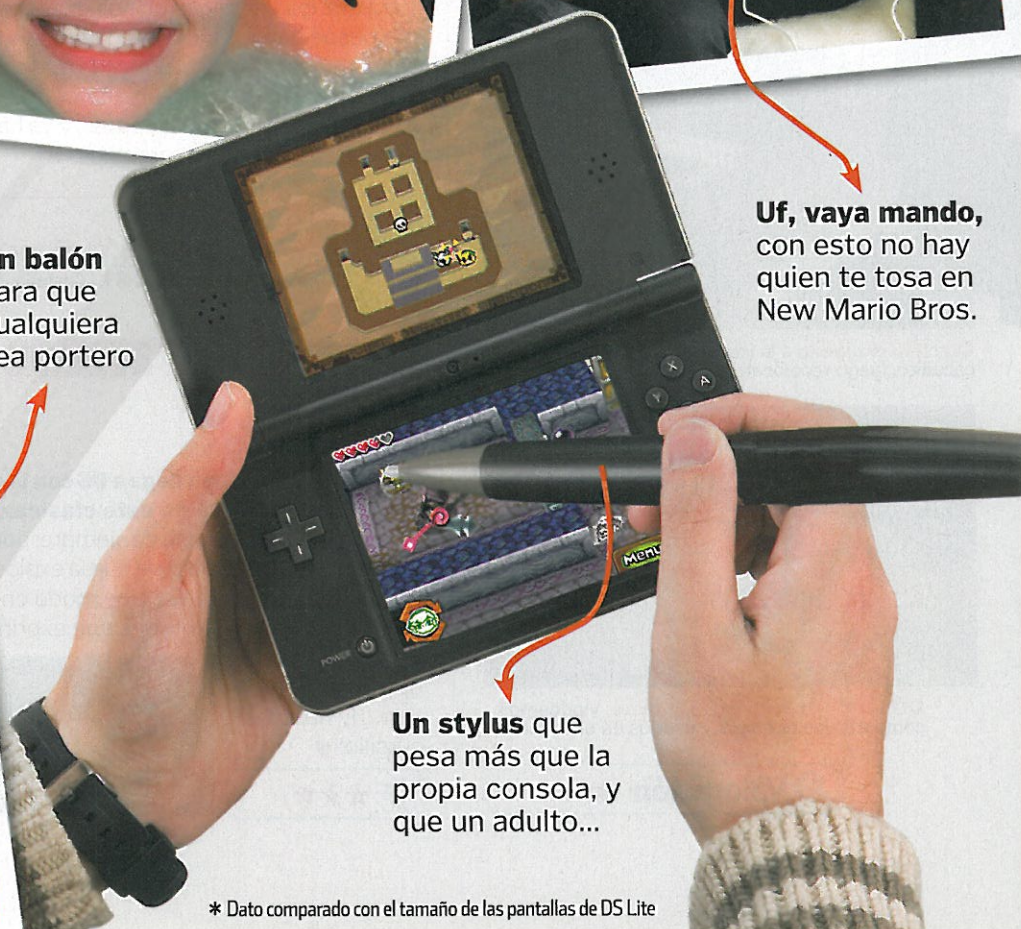 Uf, vaya mando,
con esto no hay
quien te tosa en
New Mario Bros.
n balón
ara que
ualquiera
ea portero
X
Y
A
Menu
POWER
Un stylus que
pesa más que la
propia consola, y
que un adulto...
* Dato comparado con el tamaño de las pantallas de DS Lite